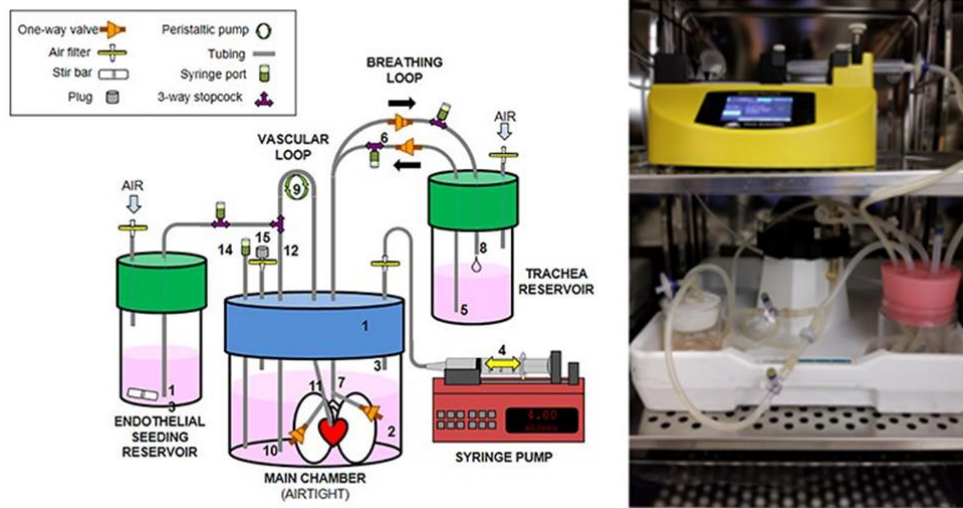 One-way valve
Air filter
Stir bar
Plug
Peristaltic pump
Tubing
Syringe port
3-way stopcock
BREATHING
LOOP
VASCULAR
LOOP
AIR
AIR
6
9
14
15
12
8
TRACHEA
RESERVOIR
5
1
3
4
4.00
7
11
2
10
1
3
ENDOTHELIAL
SEEDING
RESERVOIR
MAIN CHAMBER
(AIRTIGHT)
SYRINGE PUMP